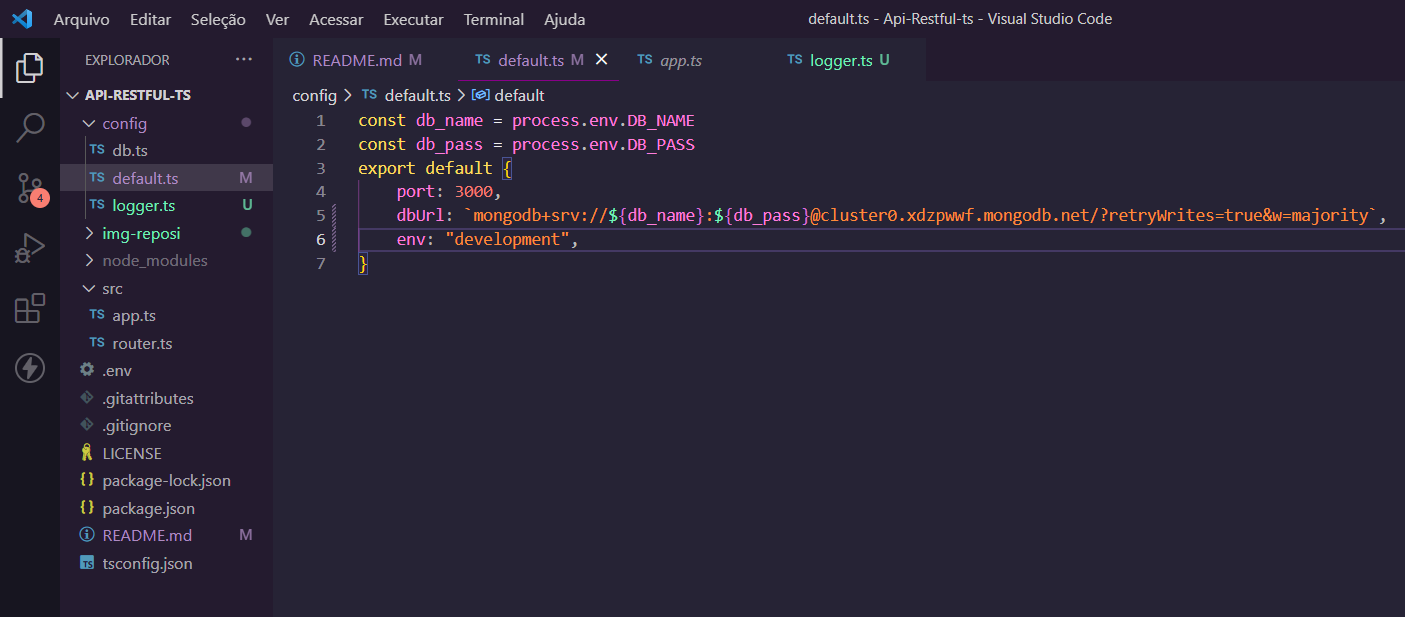 Arquivo Editar Seleção Ver Acessar Executar Terminal Ajuda default.ts - Api-Restful-ts - Visual Studio Code
EXPLORADOR ···
API-RESTFUL-TS
config
TS db.ts
TS default.ts M
TS logger.ts U
img-reposi
node_modules
src
TS app.ts
TS router.ts
.env
.gitattributes
.gitignore
LICENSE
{} package-lock.json
{} package.json
README.md M
TS tsconfig.json
4
README.md M TS default.ts M TS app.ts TS logger.ts U
config > TS default.ts > default
1 const db_name = process.env.DB_NAME
2 const db_pass = process.env.DB_PASS
3 export default {
4 port: 3000,
5 dbUrl: `mongodb+srv://${db_name}:${db_pass}@cluster0.xdzpwwf.mongodb.net/?retryWrites=true&w=majority`,
6 env: "development",
7 }